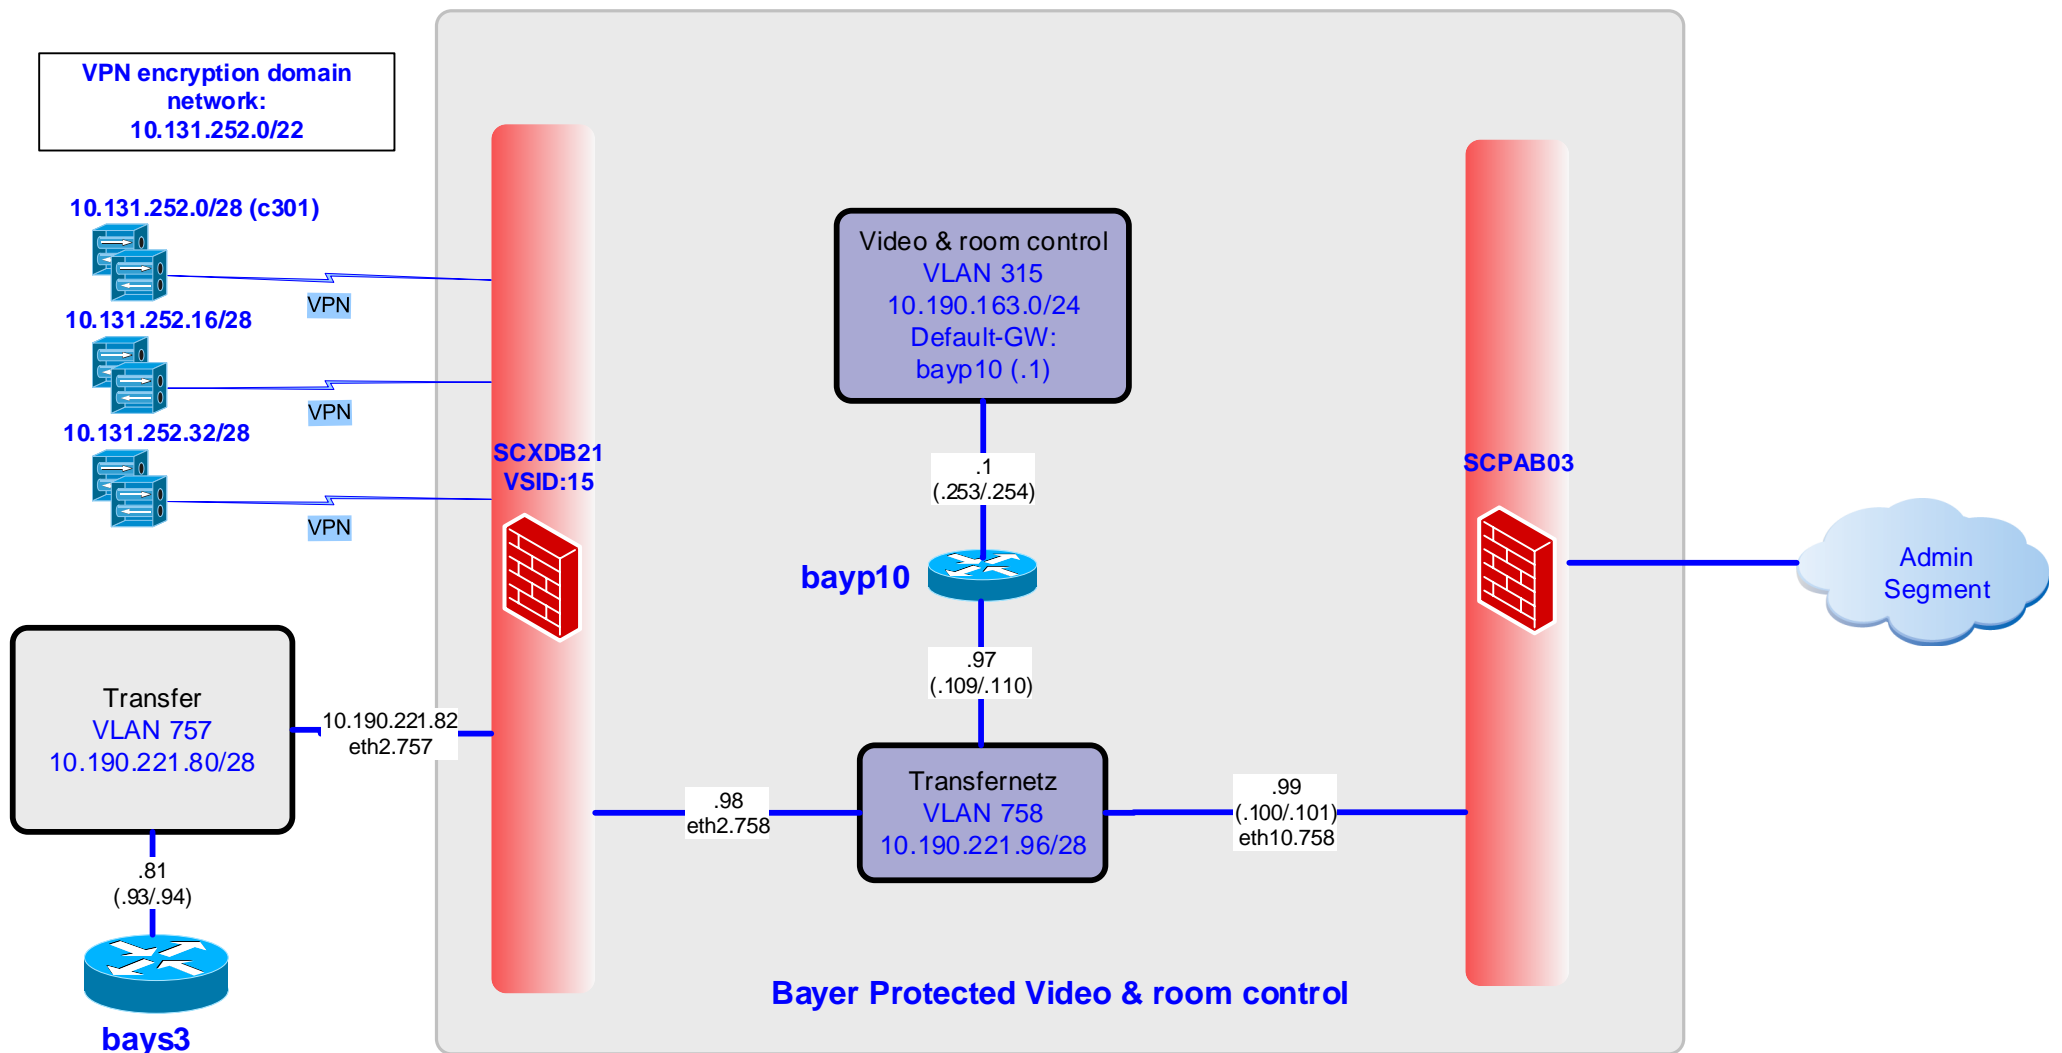 VPN encryption domain
network:
10.131.252.0/22
10.131.252.0/28 (c301)
VPN
10.131.252.16/28
VPN
10.131.252.32/28
VPN
SCXDB21
VSID:15
Video & room control
VLAN 315
10.190.163.0/24
Default-GW:
bayp10 (.1)
.1
(.253/.254)
bayp10
.97
(.109/.110)
SCPAB03
Admin
Segment
Transfer
VLAN 757
10.190.221.80/28
10.190.221.82
eth2.757
.81
(.93/.94)
bays3
.98
eth2.758
Transfernetz
VLAN 758
10.190.221.96/28
.99
(.100/.101)
eth10.758
Bayer Protected Video & room control